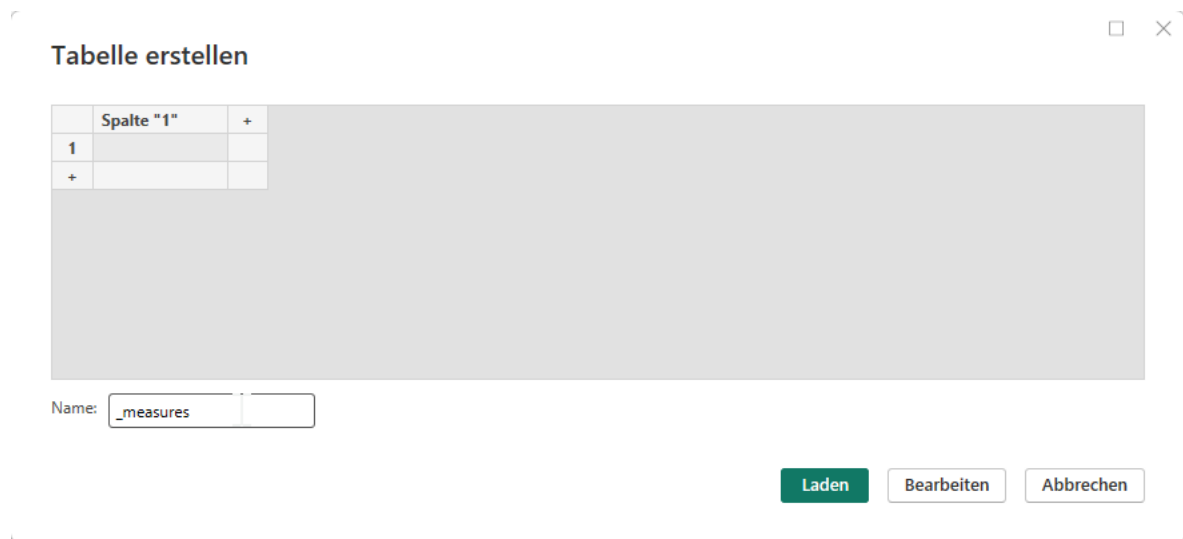 Tabelle erstellen
Spalte "1" +
1
+
Name: _measures
Laden Bearbeiten Abbrechen